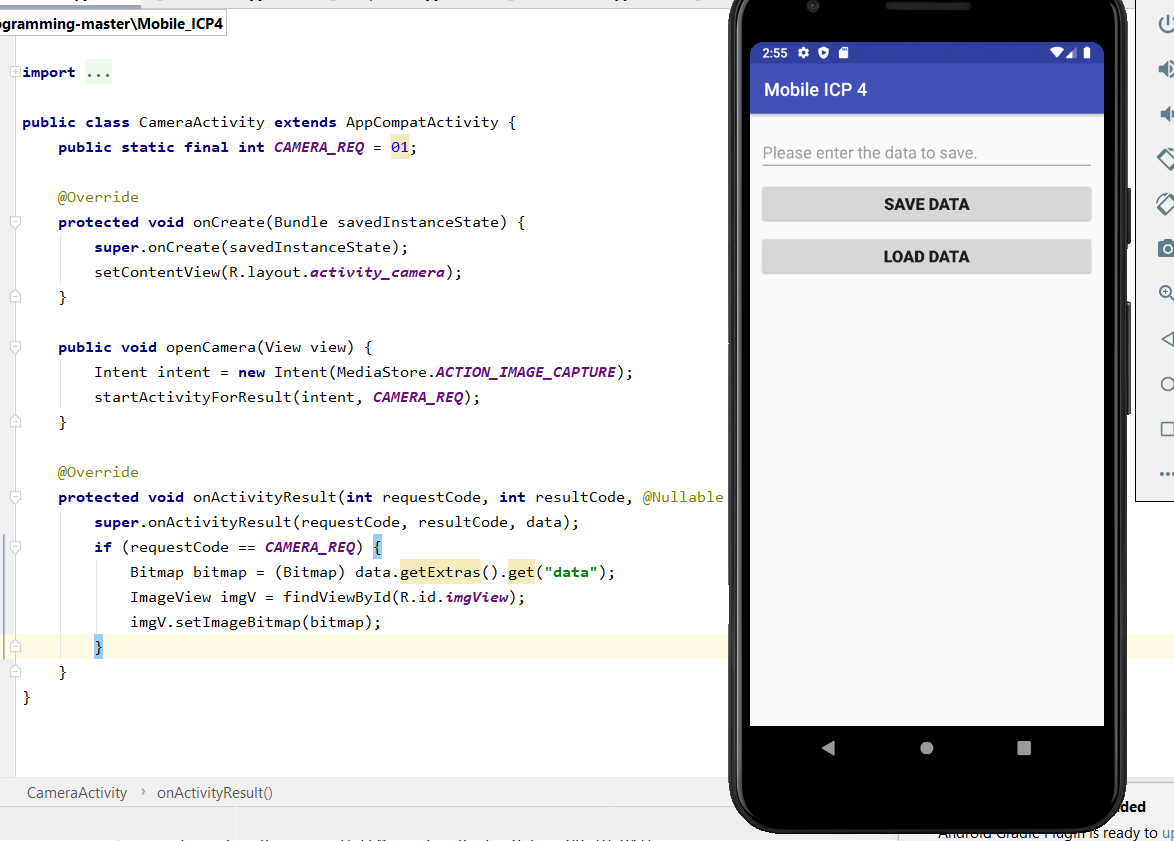 ogramming-master\Mobile_ICP4
import ...
public class CameraActivity extends AppCompatActivity {
public static final int CAMERA_REQ = 01;
@Override
protected void onCreate(Bundle savedInstanceState) {
super.onCreate(savedInstanceState);
setContentView(R.layout.activity_camera);
}
public void openCamera(View view) {
Intent intent = new Intent(MediaStore.ACTION_IMAGE_CAPTURE);
startActivityForResult(intent, CAMERA_REQ);
}
@Override
protected void onActivityResult(int requestCode, int resultCode, @Nullable
super.onActivityResult(requestCode, resultCode, data);
if (requestCode == CAMERA_REQ) {
Bitmap bitmap = (Bitmap) data.getExtras().get("data");
ImageView imgV = findViewById(R.id.imgView);
imgV.setImageBitmap(bitmap);
}
}
}
CameraActivity › onActivityResult()
2:55
Mobile ICP 4
Please enter the data to save.
SAVE DATA
LOAD DATA
ded
Android Gradle Plugin is ready to up